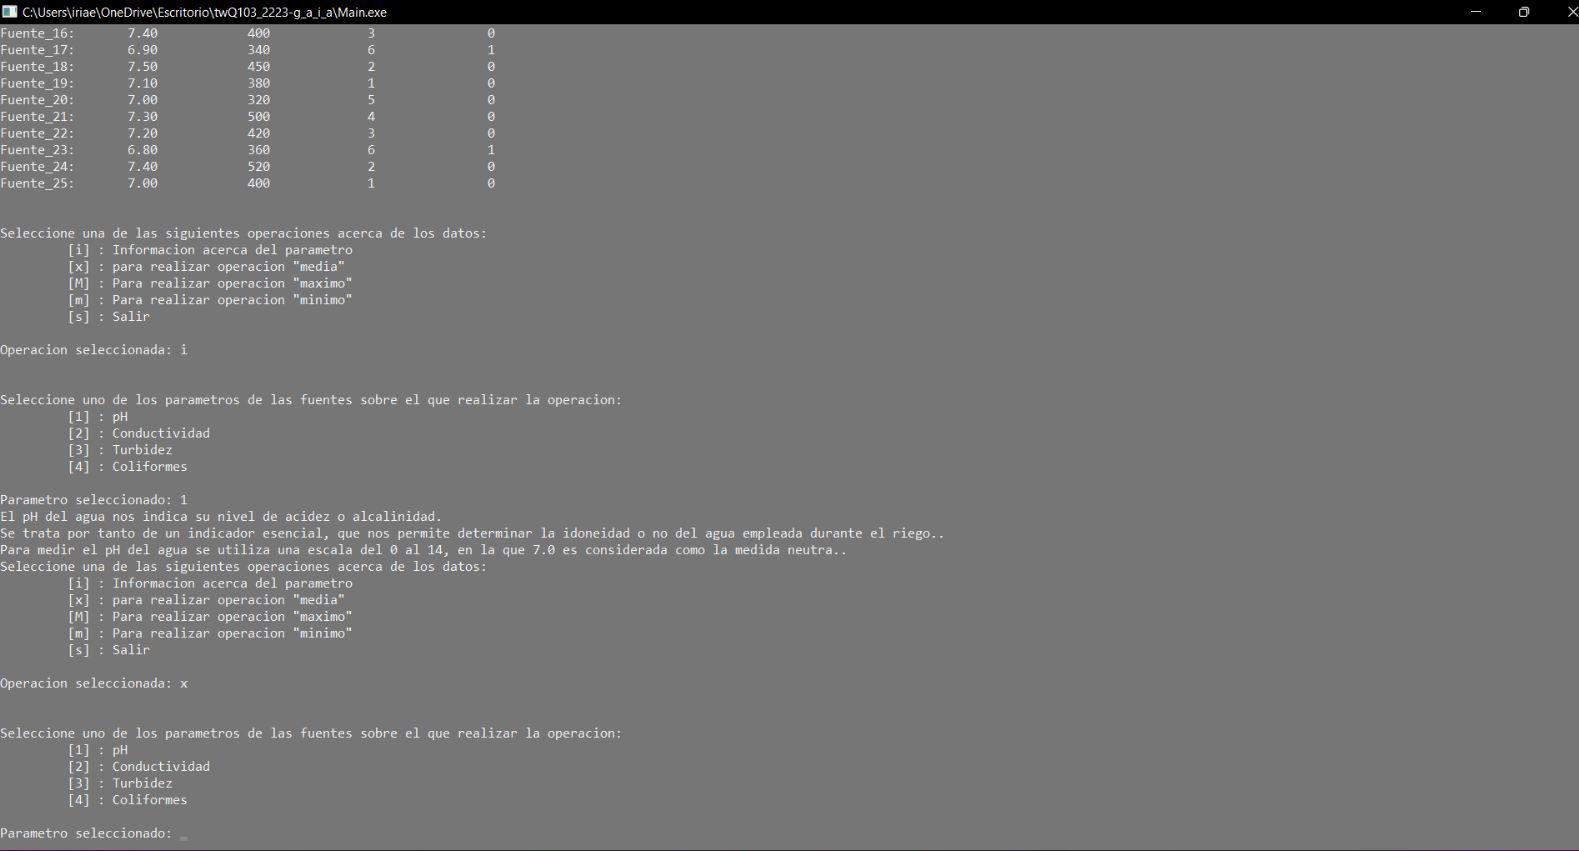 C:\Users\iriae\OneDrive\Escritorio\twQ103_2223-g_a_i_a\Main.exe
Fuente_16: 7.40 400 3 0
Fuente_17: 6.90 340 6 1
Fuente_18: 7.50 450 2 0
Fuente_19: 7.10 380 1 0
Fuente_20: 7.00 320 5 0
Fuente_21: 7.30 500 4 0
Fuente_22: 7.20 420 3 0
Fuente_23: 6.80 360 6 1
Fuente_24: 7.40 520 2 0
Fuente_25: 7.00 400 1 0
Seleccione una de las siguientes operaciones acerca de los datos:
[i] : Informacion acerca del parametro
[x] : para realizar operacion "media"
[M] : Para realizar operacion "maximo"
[m] : Para realizar operacion "minimo"
[s] : Salir
Operacion seleccionada: i
Seleccione uno de los parametros de las fuentes sobre el que realizar la operacion:
[1] : pH
[2] : Conductividad
[3] : Turbidez
[4] : Coliformes
Parametro seleccionado: 1
El pH del agua nos indica su nivel de acidez o alcalinidad.
Se trata por tanto de un indicador esencial, que nos permite determinar la idoneidad o no del agua empleada durante el riego..
Para medir el pH del agua se utiliza una escala del 0 al 14, en la que 7.0 es considerada como la medida neutra..
Seleccione una de las siguientes operaciones acerca de los datos:
[i] : Informacion acerca del parametro
[x] : para realizar operacion "media"
[M] : Para realizar operacion "maximo"
[m] : Para realizar operacion "minimo"
[s] : Salir
Operacion seleccionada: x
Seleccione uno de los parametros de las fuentes sobre el que realizar la operacion:
[1] : pH
[2] : Conductividad
[3] : Turbidez
[4] : Coliformes
Parametro seleccionado: _